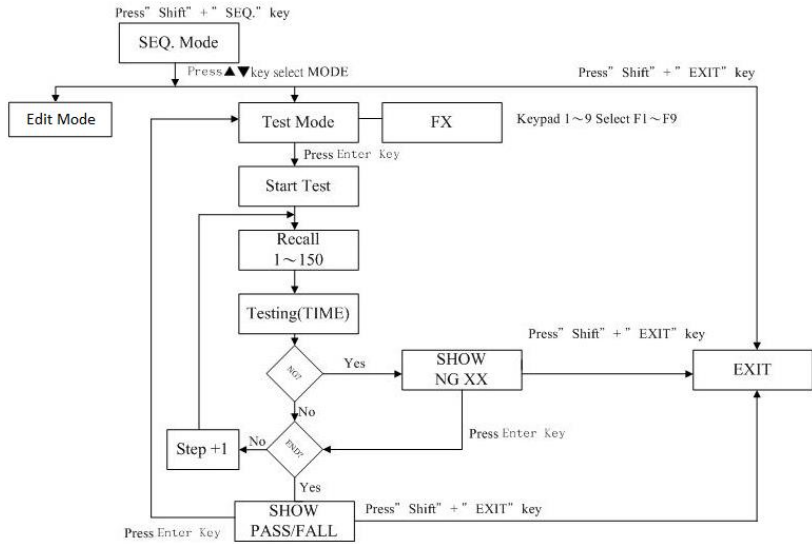 Press” Shift” +” SEQ.” key
SEQ. Mode
Press▲▼key select MODE
Press” Shift” +” EXIT” key
Edit Mode
Test Mode
FX
Keypad 1～9 Select F1～F9
Press Enter Key
Start Test
Recall
1～150
Testing(TIME)
Press” Shift” +” EXIT” key
NG?
Yes
SHOW
NG XX
EXIT
No
Press Enter Key
Step +1
No
END?
Yes
Press Enter Key
SHOW
PASS/FALL
Press” Shift” +” EXIT” key